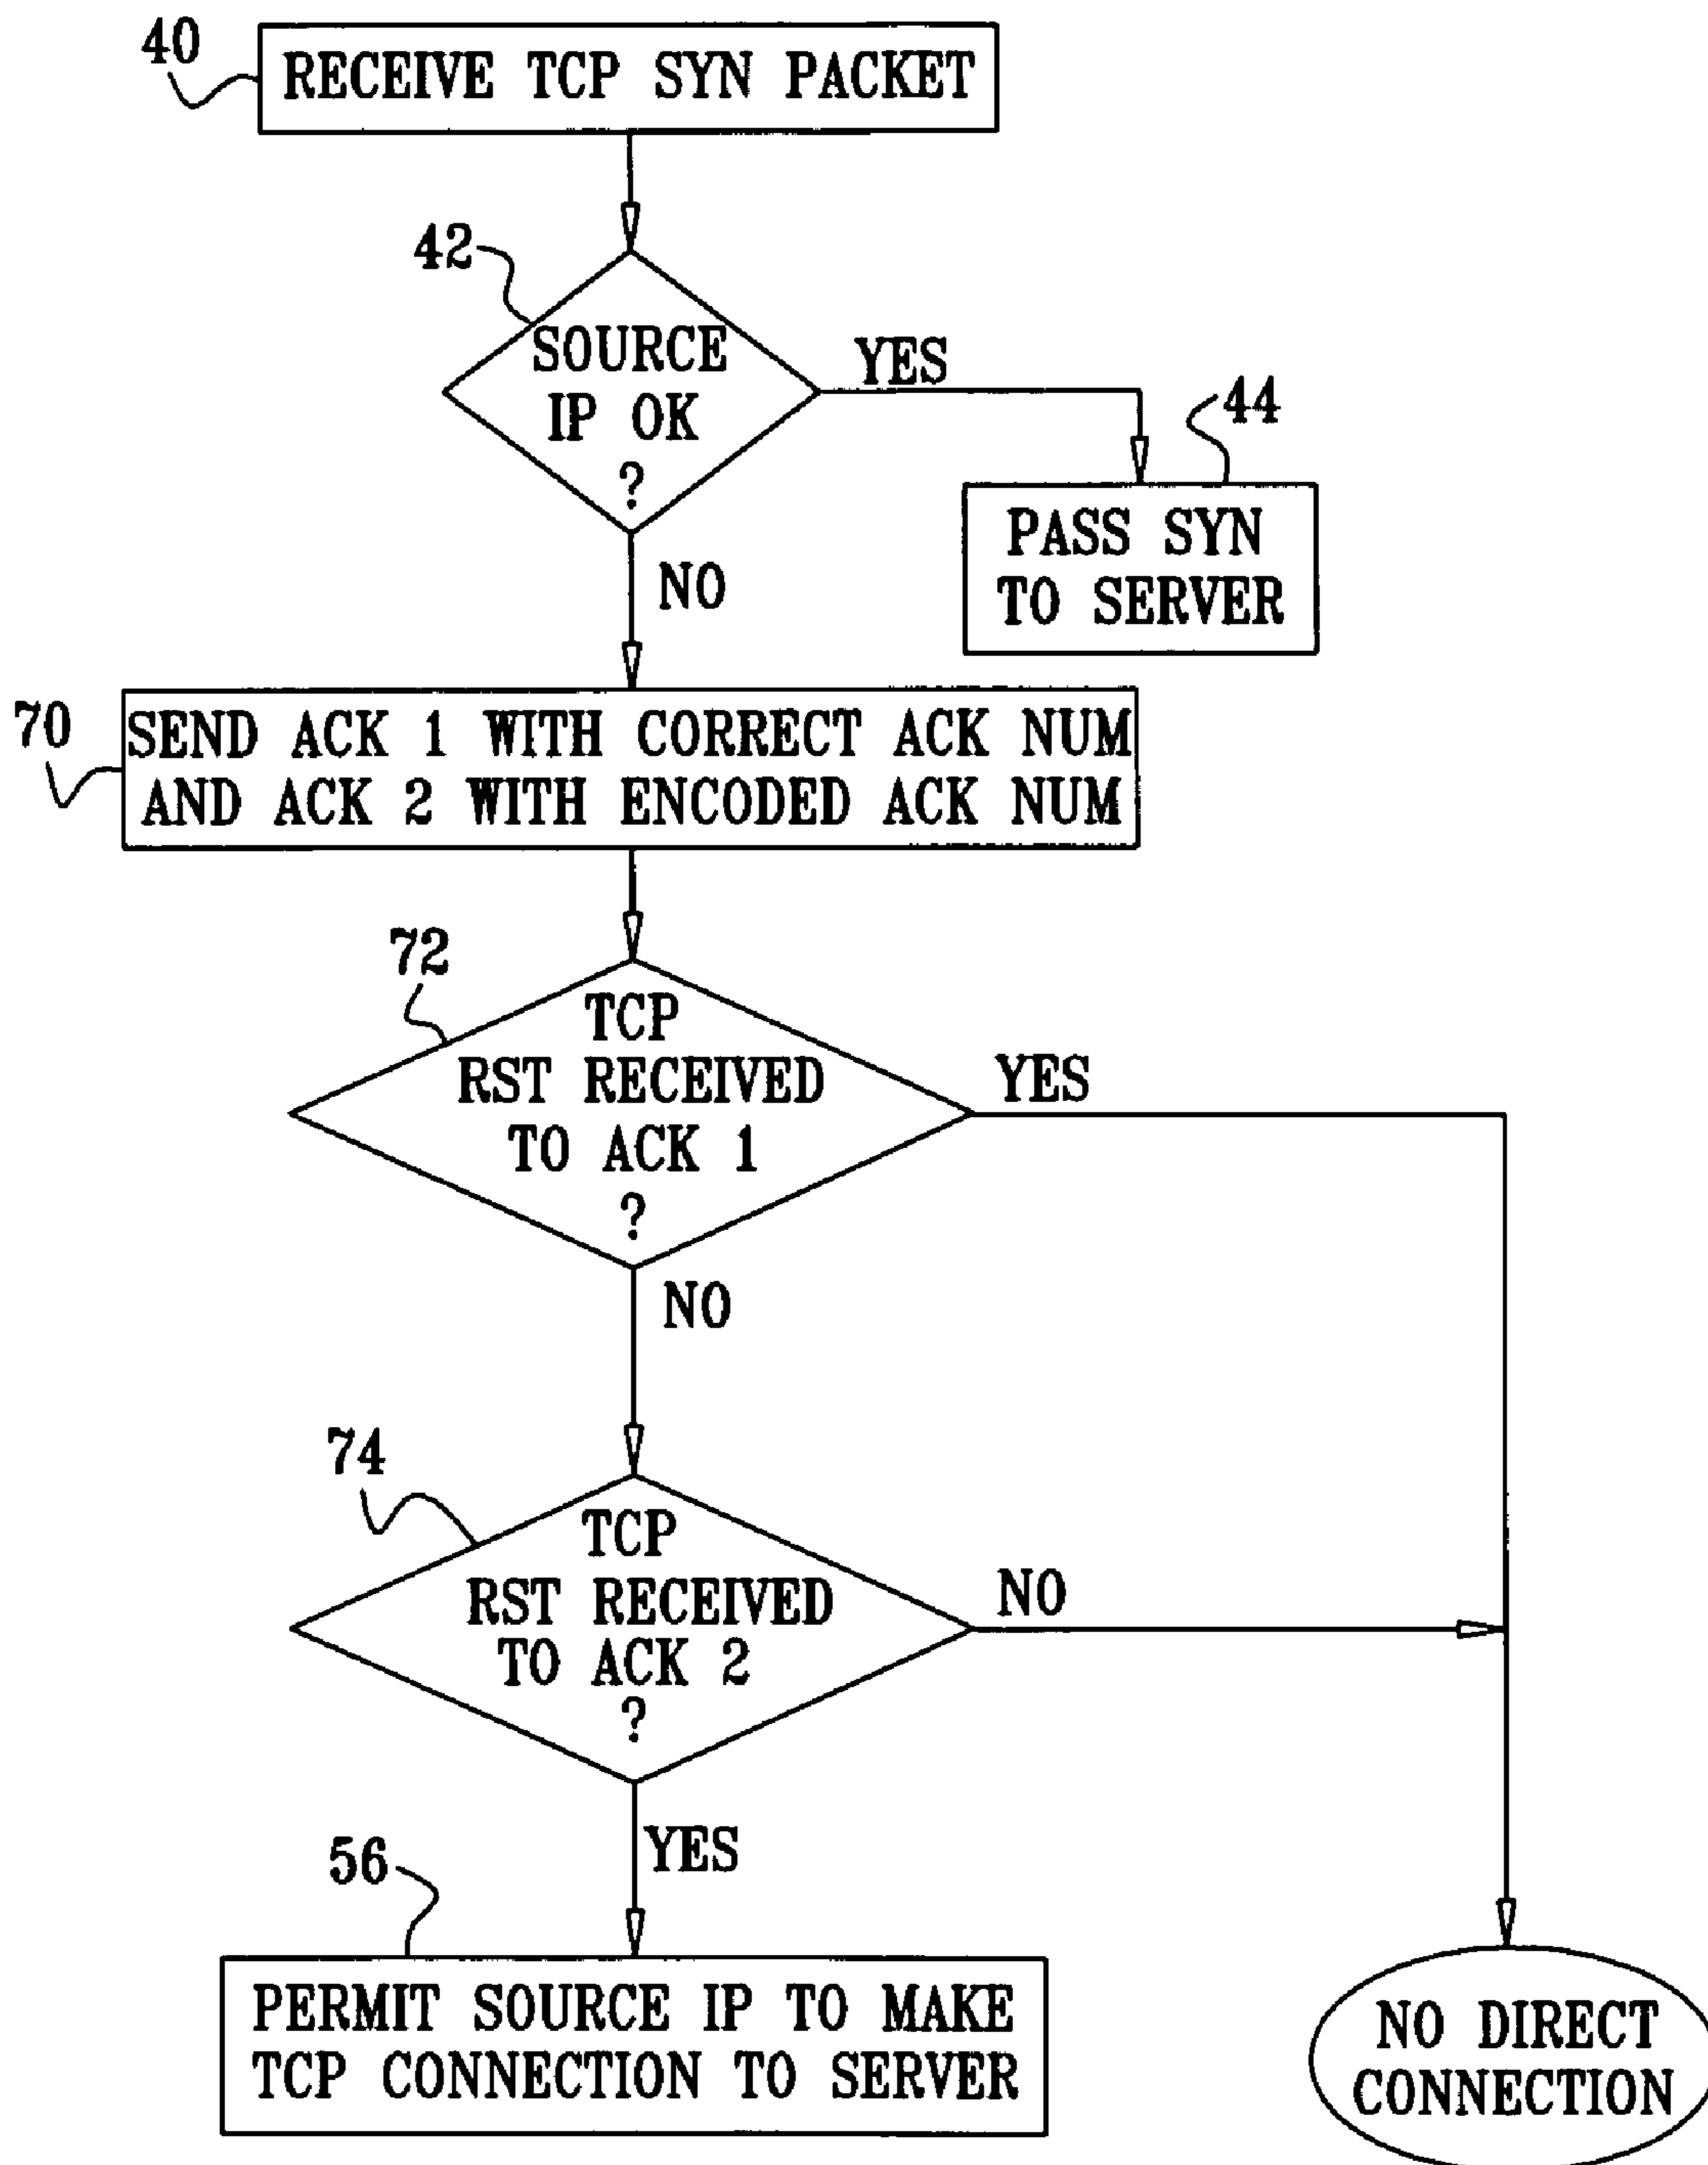 40
RECEIVE TCP SYN PACKET
42
SOURCE
IP OK
?
YES
44
PASS SYN
TO SERVER
NO
70
SEND ACK 1 WITH CORRECT ACK NUM
AND ACK 2 WITH ENCODED ACK NUM
72
TCP
RST RECEIVED
TO ACK 1
?
YES
NO
74
TCP
RST RECEIVED
TO ACK 2
?
NO
YES
56
PERMIT SOURCE IP TO MAKE
TCP CONNECTION TO SERVER
NO DIRECT
CONNECTION